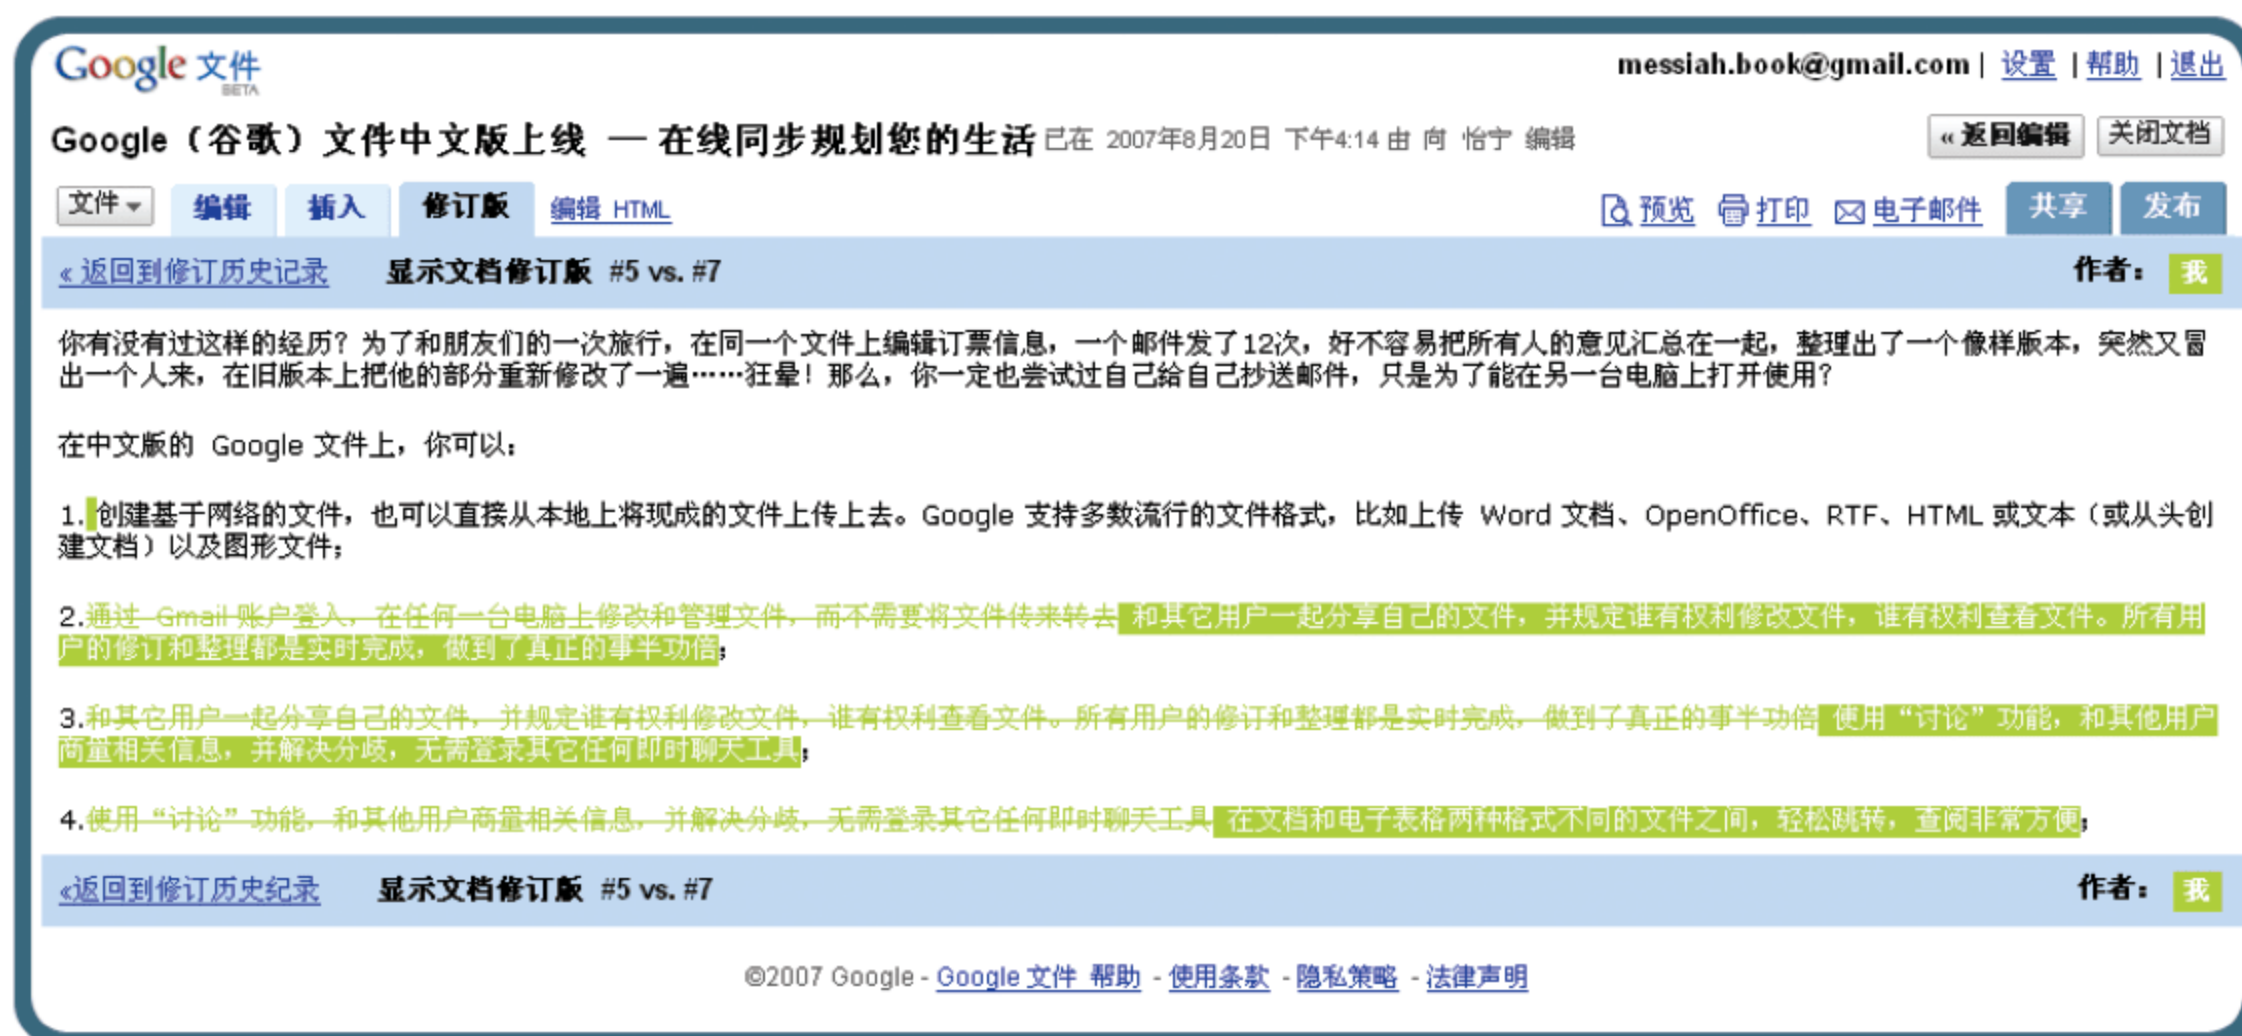 Google 文件
BETA
messiah.book@gmail.com | 设置 | 帮助 | 退出
Google（谷歌）文件中文版上线 — 在线同步规划您的生活 已在 2007年8月20日 下午4:14 由 向 怡宁 编辑
« 返回编辑 关闭文档
文件 编辑 插入 修订版 编辑 HTML 预览 打印 电子邮件 共享 发布
« 返回到修订历史记录 显示文档修订版 #5 vs. #7 作者： 我
你有没有过这样的经历？为了和朋友们的一次旅行，在同一个文件上编辑订票信息，一个邮件发了12次，好不容易把所有人的意见汇总在一起，整理出了一个像样版本，突然又冒
出一个人来，在旧版本上把他的部分重新修改了一遍……狂晕！那么，你一定也尝试过自己给自己抄送邮件，只是为了能在另一台电脑上打开使用？
在中文版的 Google 文件上，你可以：
1. 创建基于网络的文件，也可以直接从本地上将现成的文件上传上去。Google 支持多数流行的文件格式，比如上传 Word 文档、OpenOffice、RTF、HTML 或文本（或从头创
建文档）以及图形文件；
2.通过 Gmail 账户登入，在任何一台电脑上修改和管理文件，而不需要将文件传来转去 和其它用户一起分享自己的文件，并规定谁有权利修改文件，谁有权利查看文件。所有用
户的修订和整理都是实时完成，做到了真正的事半功倍；
3.和其它用户一起分享自己的文件，并规定谁有权利修改文件，谁有权利查看文件。所有用户的修订和整理都是实时完成，做到了真正的事半功倍 使用“讨论”功能，和其他用户
商量相关信息，并解决分歧，无需登录其它任何即时聊天工具；
4.使用“讨论”功能，和其他用户商量相关信息，并解决分歧，无需登录其它任何即时聊天工具 在文档和电子表格两种格式不同的文件之间，轻松跳转，查阅非常方便；
«返回到修订历史纪录 显示文档修订版 #5 vs. #7 作者： 我
©2007 Google - Google 文件 帮助 - 使用条款 - 隐私策略 - 法律声明